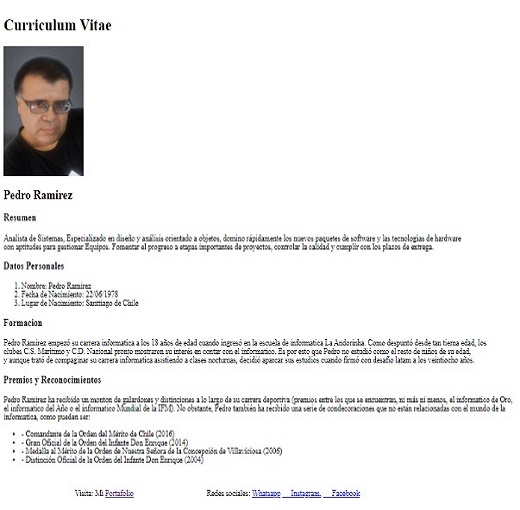 Curriculum Vitae
Pedro Ramirez
Resumen
Analista de Sistemas, Especializado en diseño y análisis orientado a objetos, domino rápidamente los nuevos paquetes de software y las tecnologías de hardware
con aptitudes para gestionar Equipos. Fomentar el progreso a etapas importantes de proyectos, controlar la calidad y cumplir con los plazos de entrega.
Datos Personales
1. Nombre: Pedro Ramirez
2. Fecha de Nacimiento: 22/06/1978
3. Lugar de Nacimiento: Santtiago de Chile
Formacion
Pedro Ramirez empezó su carrera informatica a los 18 años de edad cuando ingresó en la escuela de informatica La Andorinha. Como despuntó desde tan tierna edad, los
clubes C.S. Maritimo y C.D. Nacional pronto mostraron su interés en contar con el informatico. Es por esto que Pedro no estudió como el resto de niños de su edad,
y aunque trató de compaginar su carrera informatica asistiendo a clases nocturnas, decidió aparcar sus estudios cuando firmó con desafio latam a los veintiocho años.
Premios y Reconocimientos
Pedro Ramirez ha recibido un monton de galardones y distinciones a lo largo de su carrera deportiva (premios entre los que se encuentran, ni más ni menos, el informatico de Oro,
el informatico del Año o el informatico Mundial de la IFM). No obstante, Pedro también ha recibido una serie de condecoraciones que no están relacionadas con el mundo de la
informatica, como puedan ser:
• - Comandante de la Orden del Mérito de Chile (2016)
• - Gran Oficial de la Orden del Infante Don Enrique (2014)
• - Medalla al Mérito de la Orden de Nuestra Señora de la Concepción de Villaviciosa (2006)
• - Distinción Oficial de la Orden del Infante Don Enrique (2004)
Visita: Mi Portafolio Redes sociales: Whatsapp Instagram, Facebook